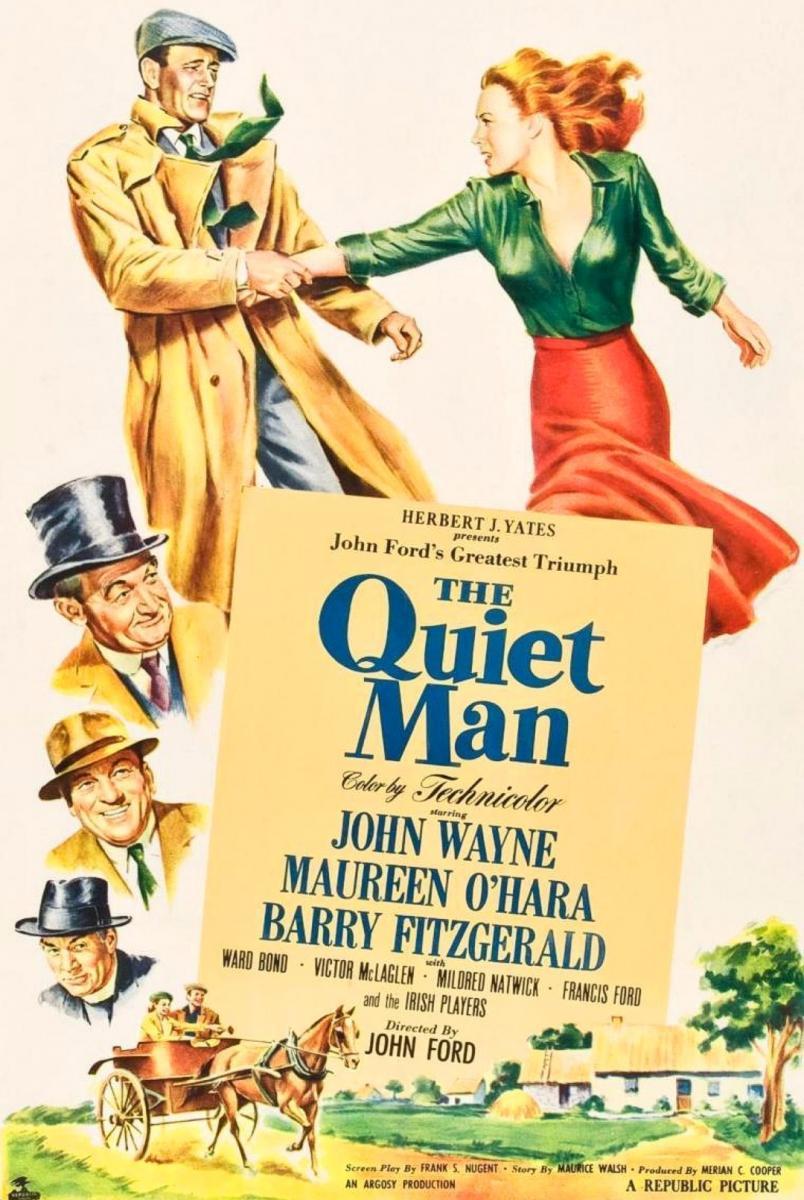 HERBERT J. YATES
presents
John Ford's Greatest Triumph
THE
Quiet
Man
Color by Technicolor
starring
JOHN WAYNE
MAUREEN O'HARA
BARRY FITZGERALD
with
WARD BOND · VICTOR McLAGLEN · MILDRED NATWICK · FRANCIS FORD
and the IRISH PLAYERS
Directed By
JOHN FORD
Screen Play By FRANK S. NUGENT · Story By MAURICE WALSH · Produced By MERIAN C. COOPER
AN ARGOSY PRODUCTION
A REPUBLIC PICTURE
REPUBLIC